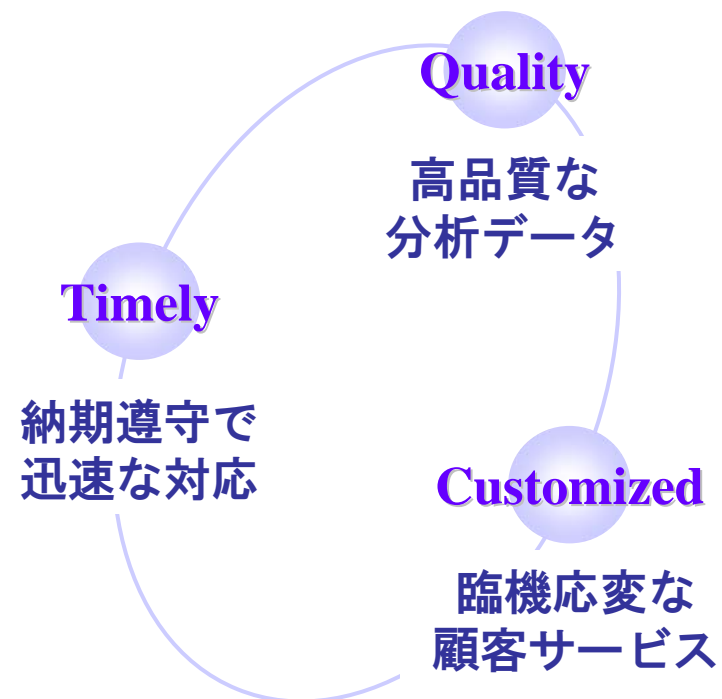 Quality
高品質な
分析データ
Timely
納期遵守で
迅速な対応
Customized
臨機応変な
顧客サービス